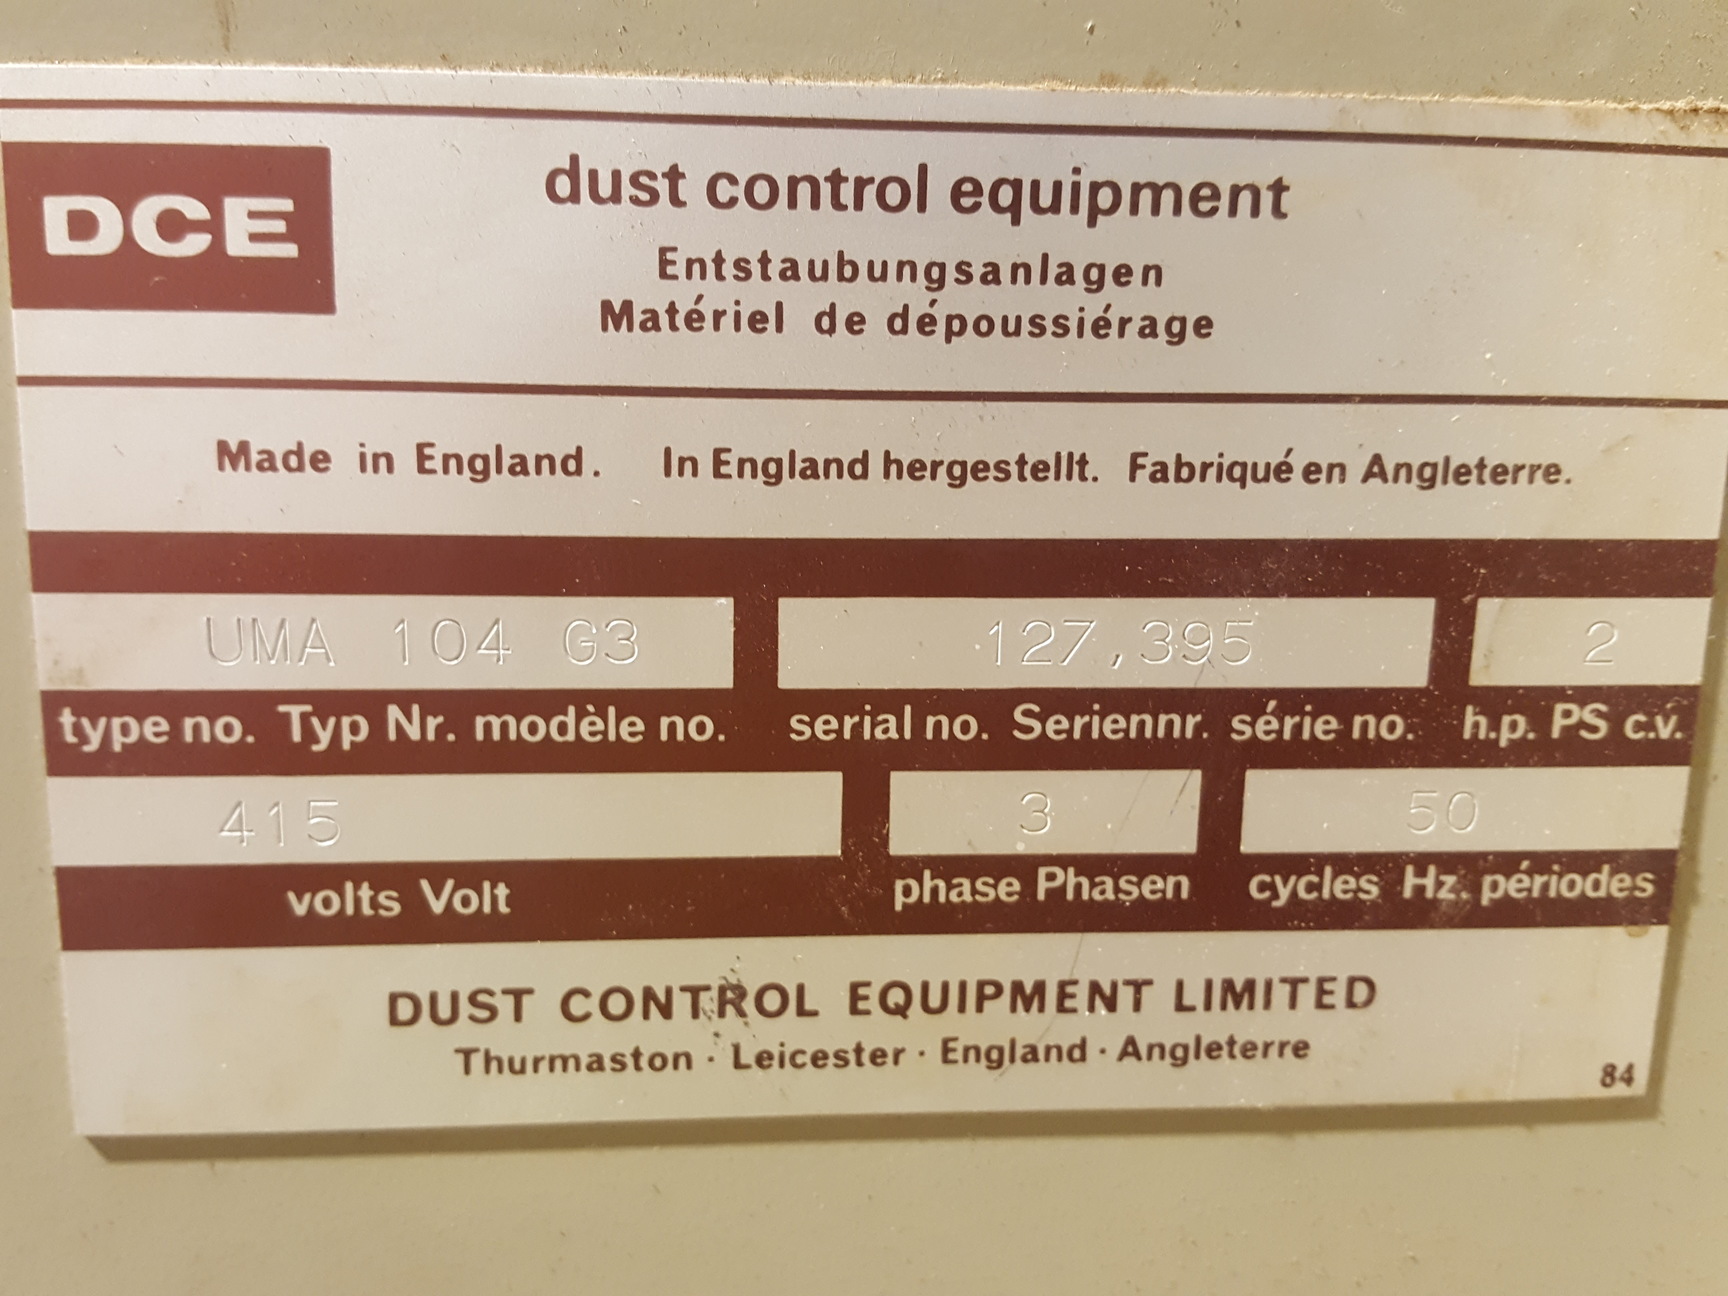 DCE
dust control equipment
Entstaubungsanlagen
Matériel de dépoussiérage
Made in England. In England hergestellt. Fabriqué en Angleterre.
UMA 104 G3 127,395 2
type no. Typ Nr. modèle no. serial no. Seriennr. série no. h.p. PS c.v.
415 3 50
volts Volt phase Phasen cycles Hz. périodes
DUST CONTROL EQUIPMENT LIMITED
Thurmaston · Leicester · England · Angleterre
84